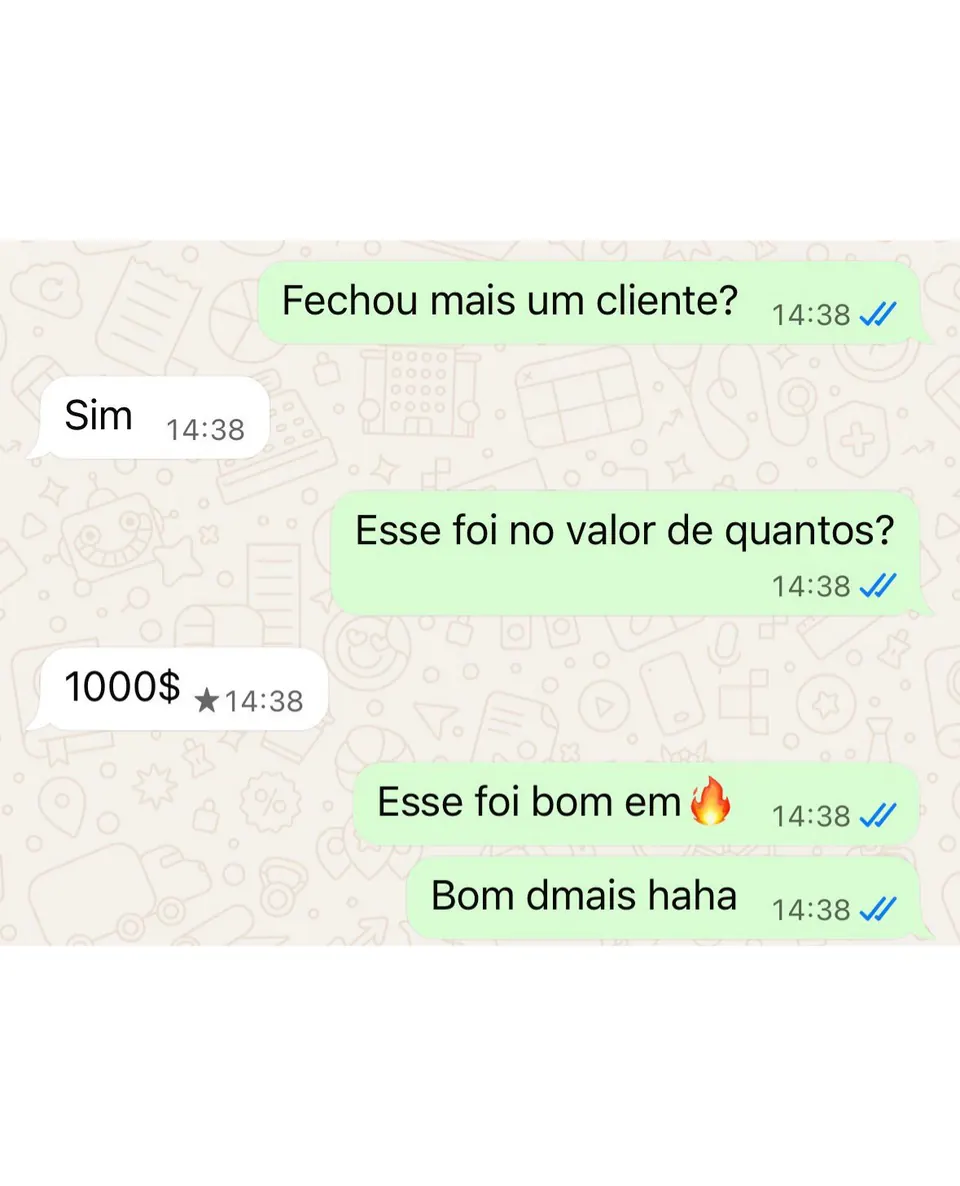 Fechou mais um cliente? 14:38
Sim 14:38
Esse foi no valor de quantos?
14:38
1000$ ★14:38
Esse foi bom em🔥 14:38
Bom dmais haha 14:38